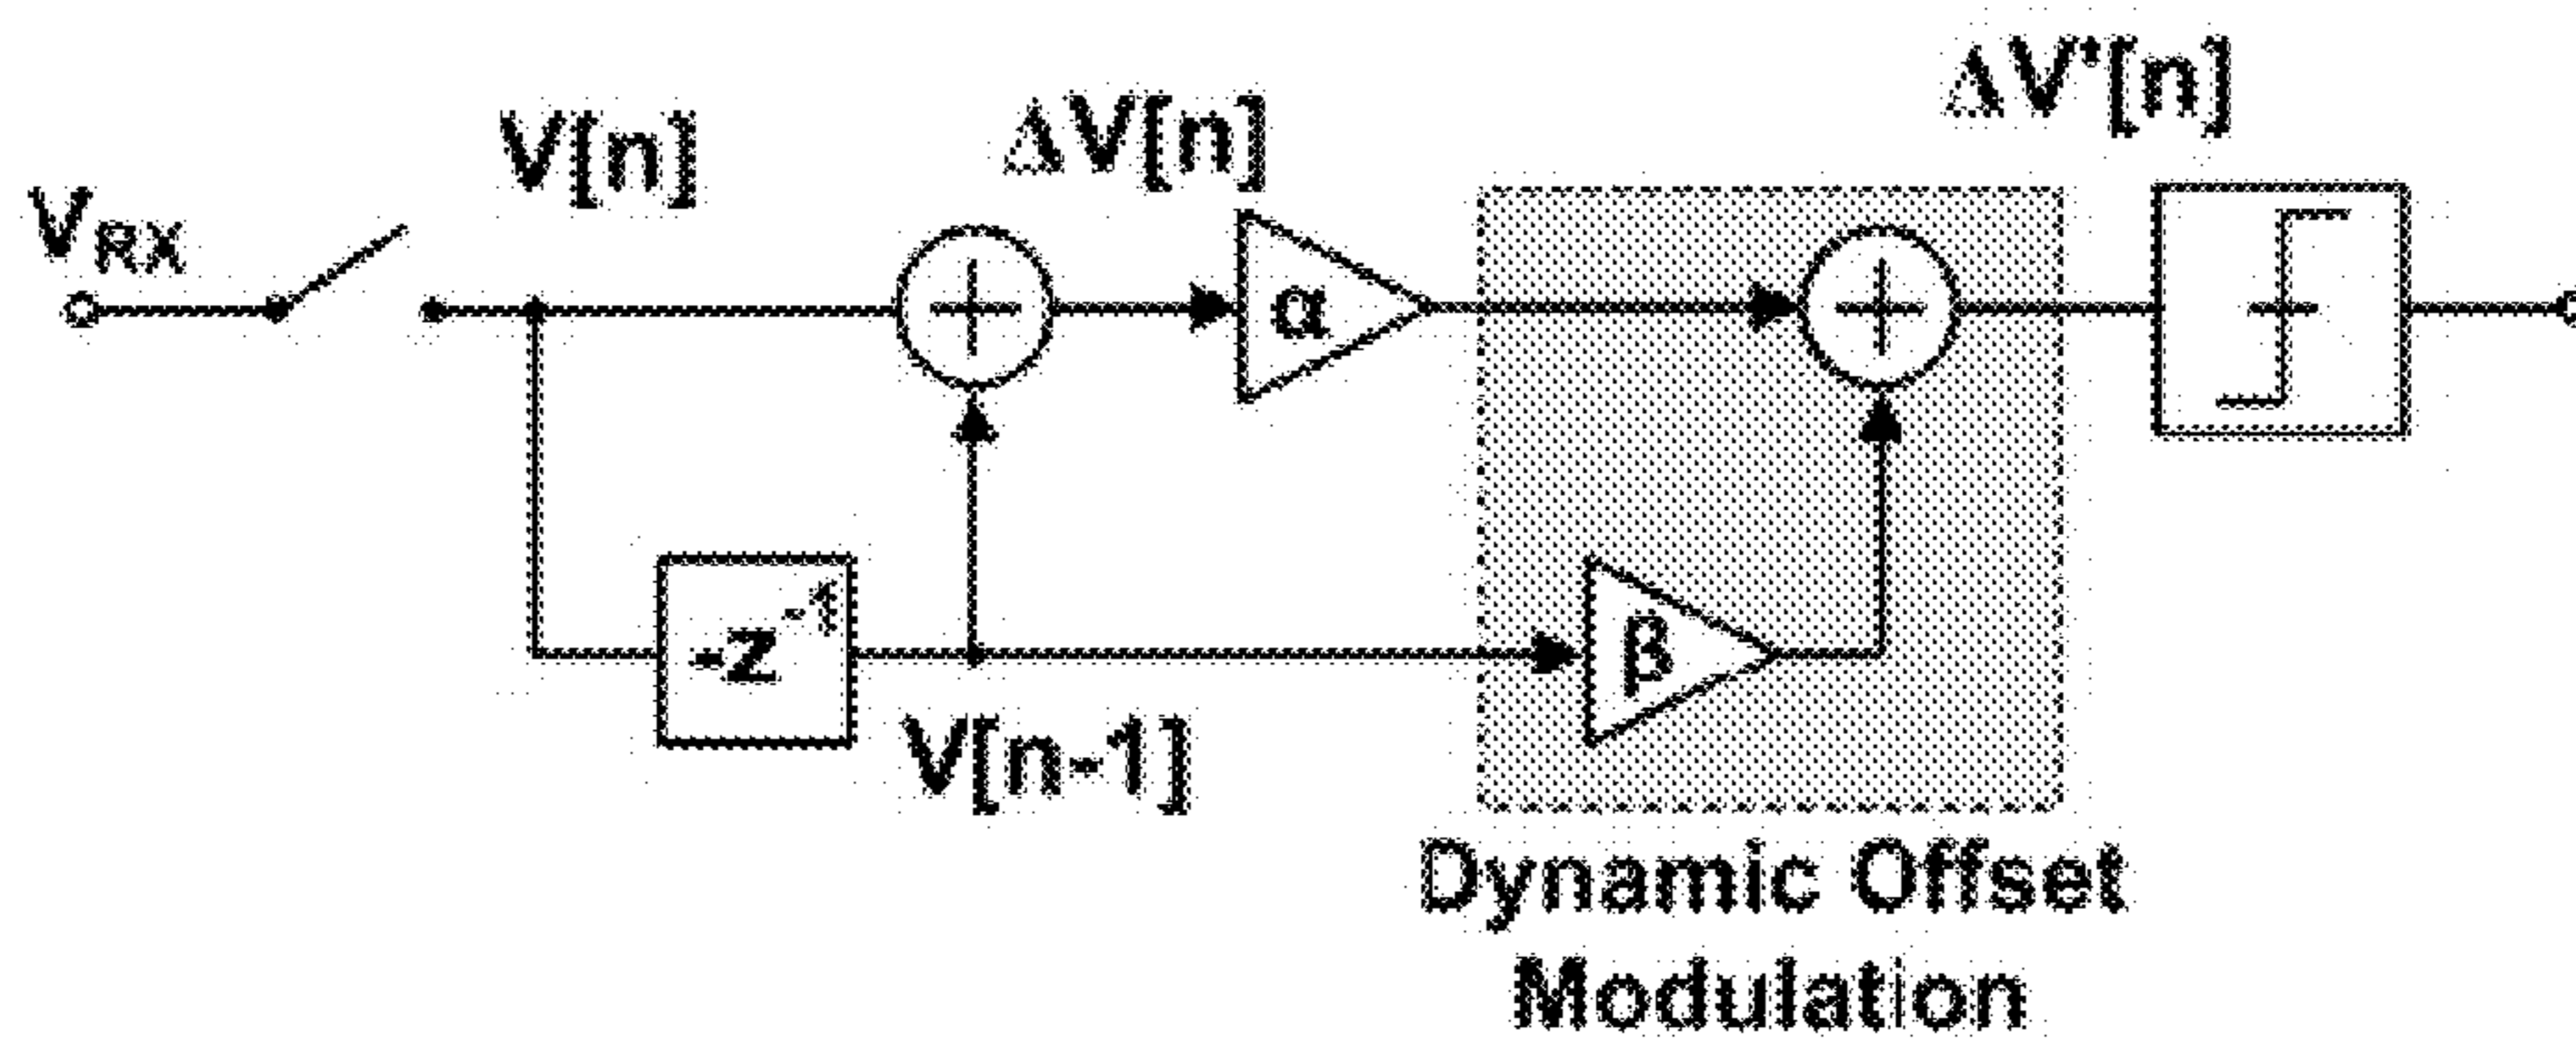 V[n]
ΔV[n]
ΔV'[n]
VRX
α
-z-1
β
V[n-1]
Dynamic Offset
Modulation